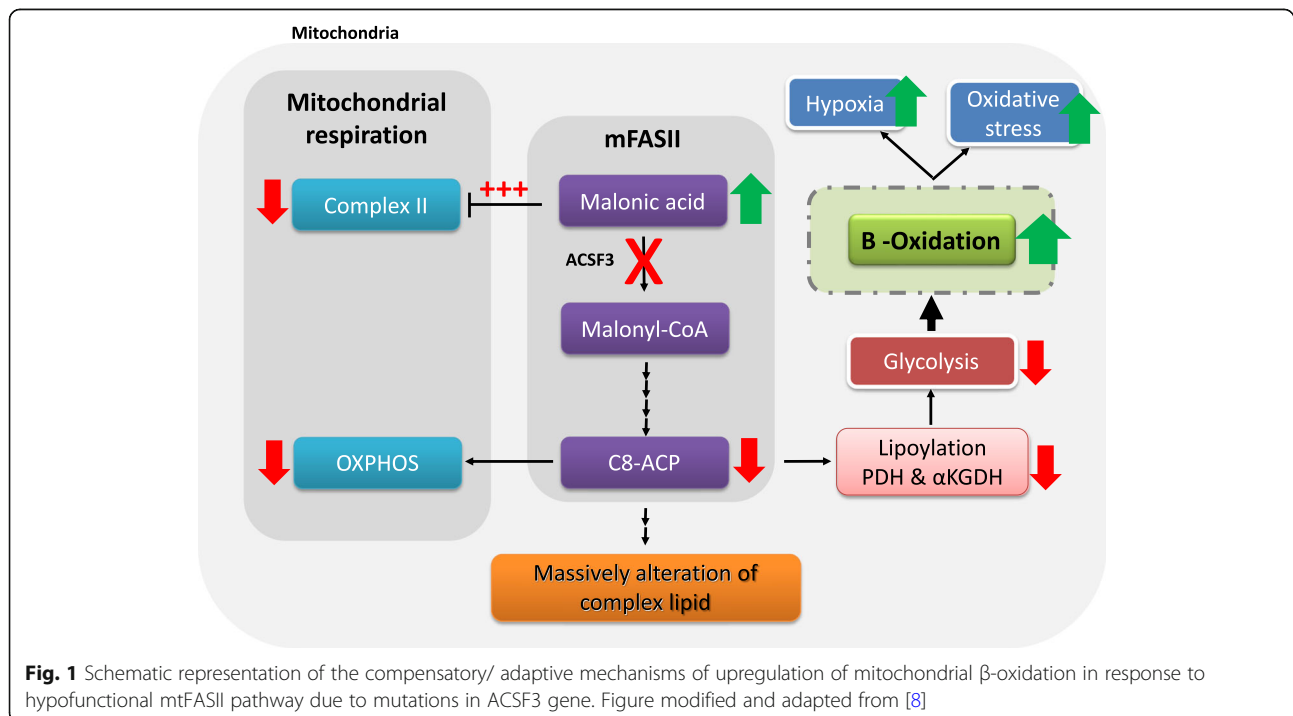 Mitochondria
Mitochondrial
respiration
Complex II
OXPHOS
+++
mFASII
Malonic acid
ACSF3
X
Malonyl-CoA
C8-ACP
Massively alteration of
complex lipid
Hypoxia
Oxidative
stress
B -Oxidation
Glycolysis
Lipoylation
PDH & αKGDH
Fig. 1 Schematic representation of the compensatory/ adaptive mechanisms of upregulation of mitochondrial β-oxidation in response to
hypofunctional mtFASII pathway due to mutations in ACSF3 gene. Figure modified and adapted from [8]